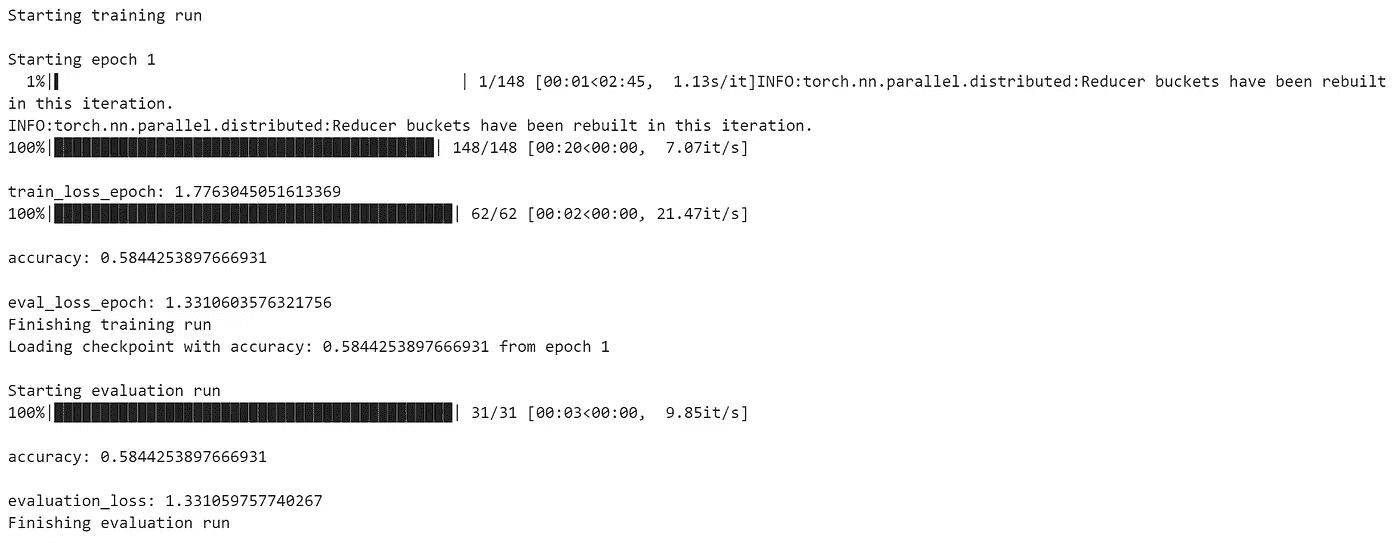 Starting training run
Starting epoch 1
1%|▌ | 1/148 [00:01<02:45, 1.13s/it]INFO:torch.nn.parallel.distributed:Reducer buckets have been rebuilt
in this iteration.
INFO:torch.nn.parallel.distributed:Reducer buckets have been rebuilt in this iteration.
100%|█████████████████████████████████████████| 148/148 [00:20<00:00, 7.07it/s]
train_loss_epoch: 1.7763045051613369
100%|███████████████████████████████████████████| 62/62 [00:02<00:00, 21.47it/s]
accuracy: 0.5844253897666931
eval_loss_epoch: 1.3310603576321756
Finishing training run
Loading checkpoint with accuracy: 0.5844253897666931 from epoch 1
Starting evaluation run
100%|███████████████████████████████████████████| 31/31 [00:03<00:00, 9.85it/s]
accuracy: 0.5844253897666931
evaluation_loss: 1.331059757740267
Finishing evaluation run